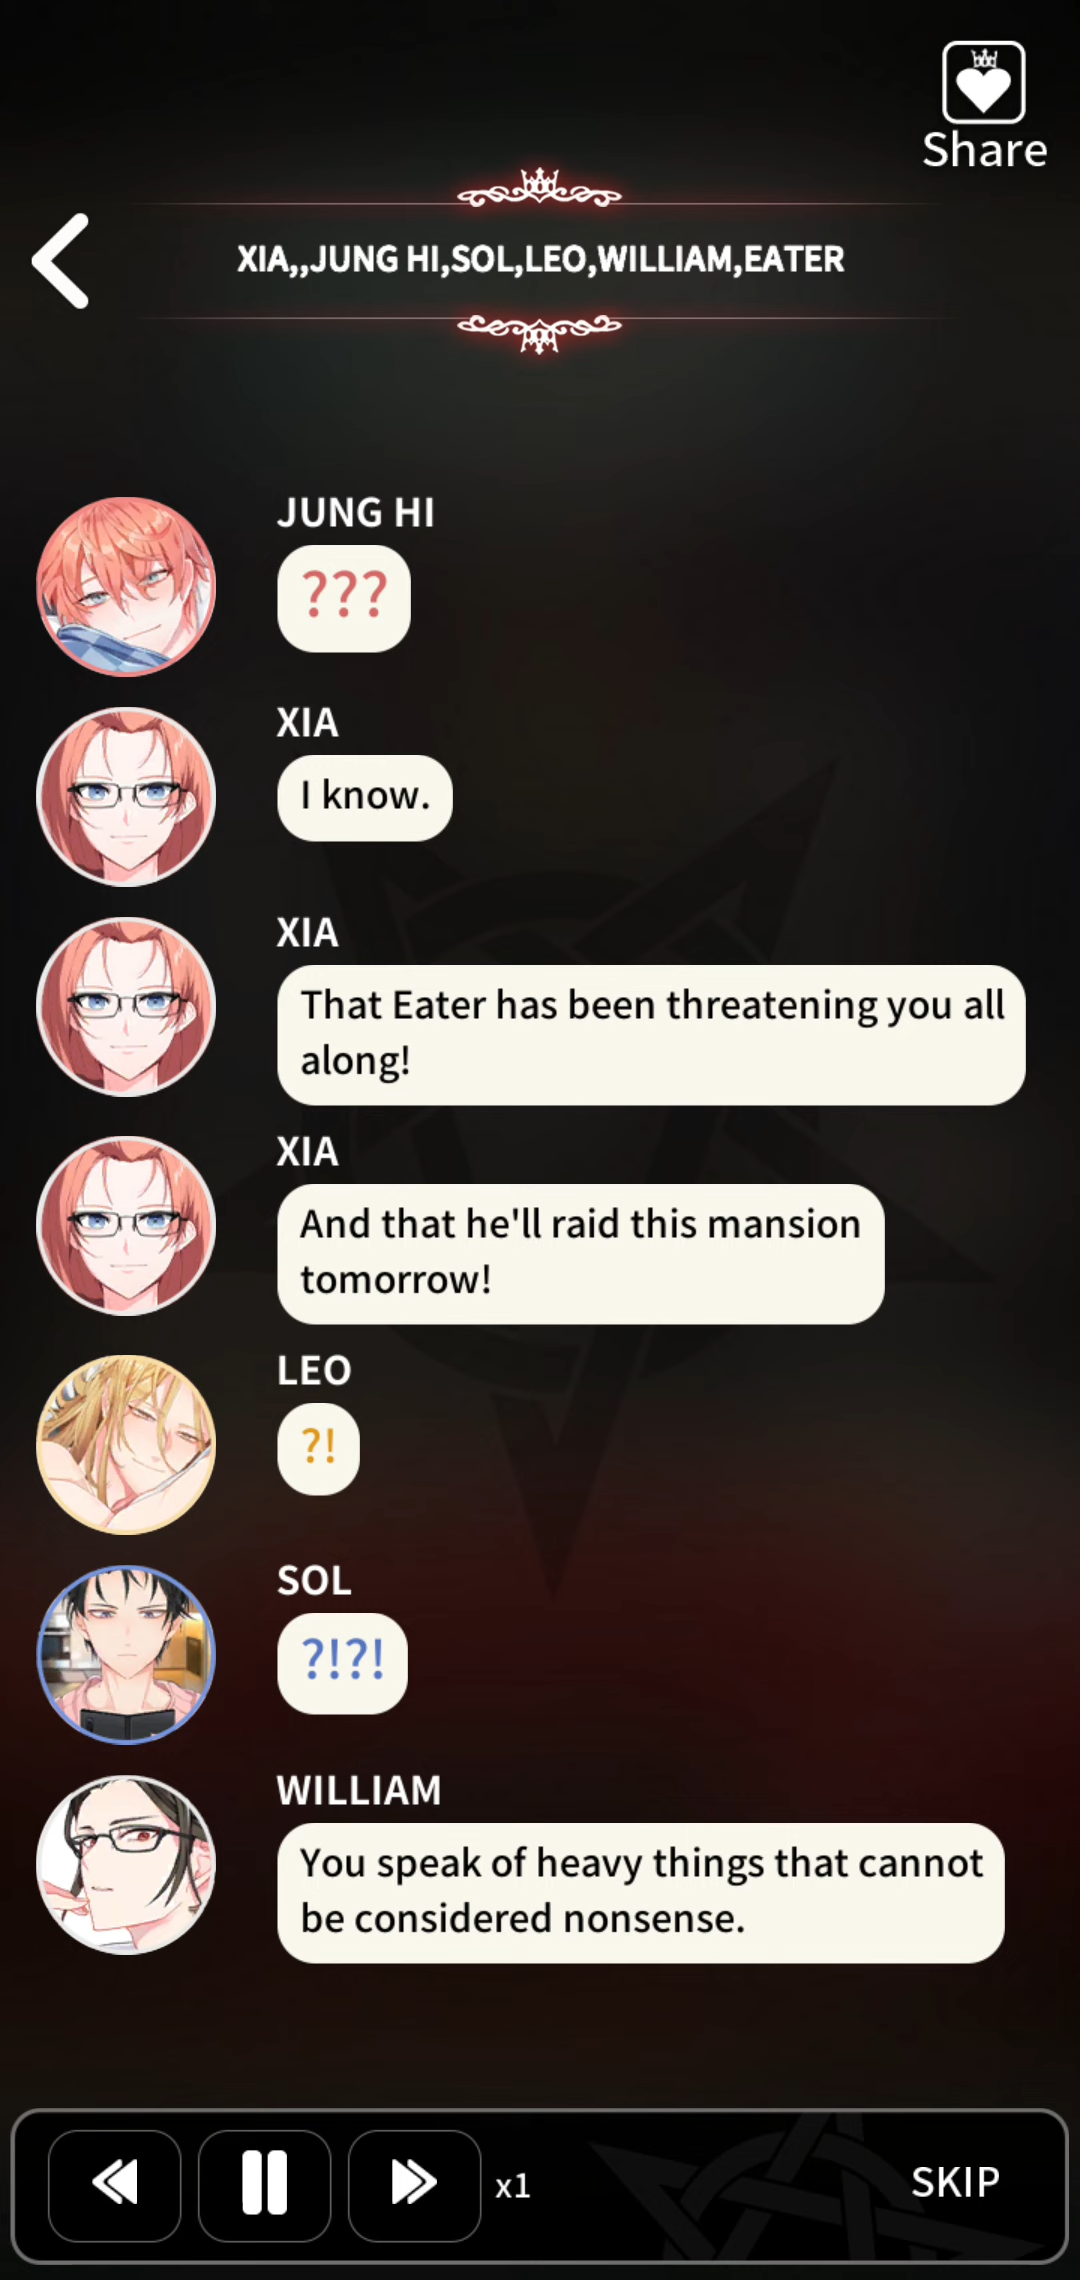 Share
XIA,,JUNG HI,SOL,LEO,WILLIAM,EATER
JUNG HI
???
XIA
I know.
XIA
That Eater has been threatening you all
along!
XIA
And that he'll raid this mansion
tomorrow!
LEO
?!
SOL
?!?!
WILLIAM
You speak of heavy things that cannot
be considered nonsense.
x1
SKIP